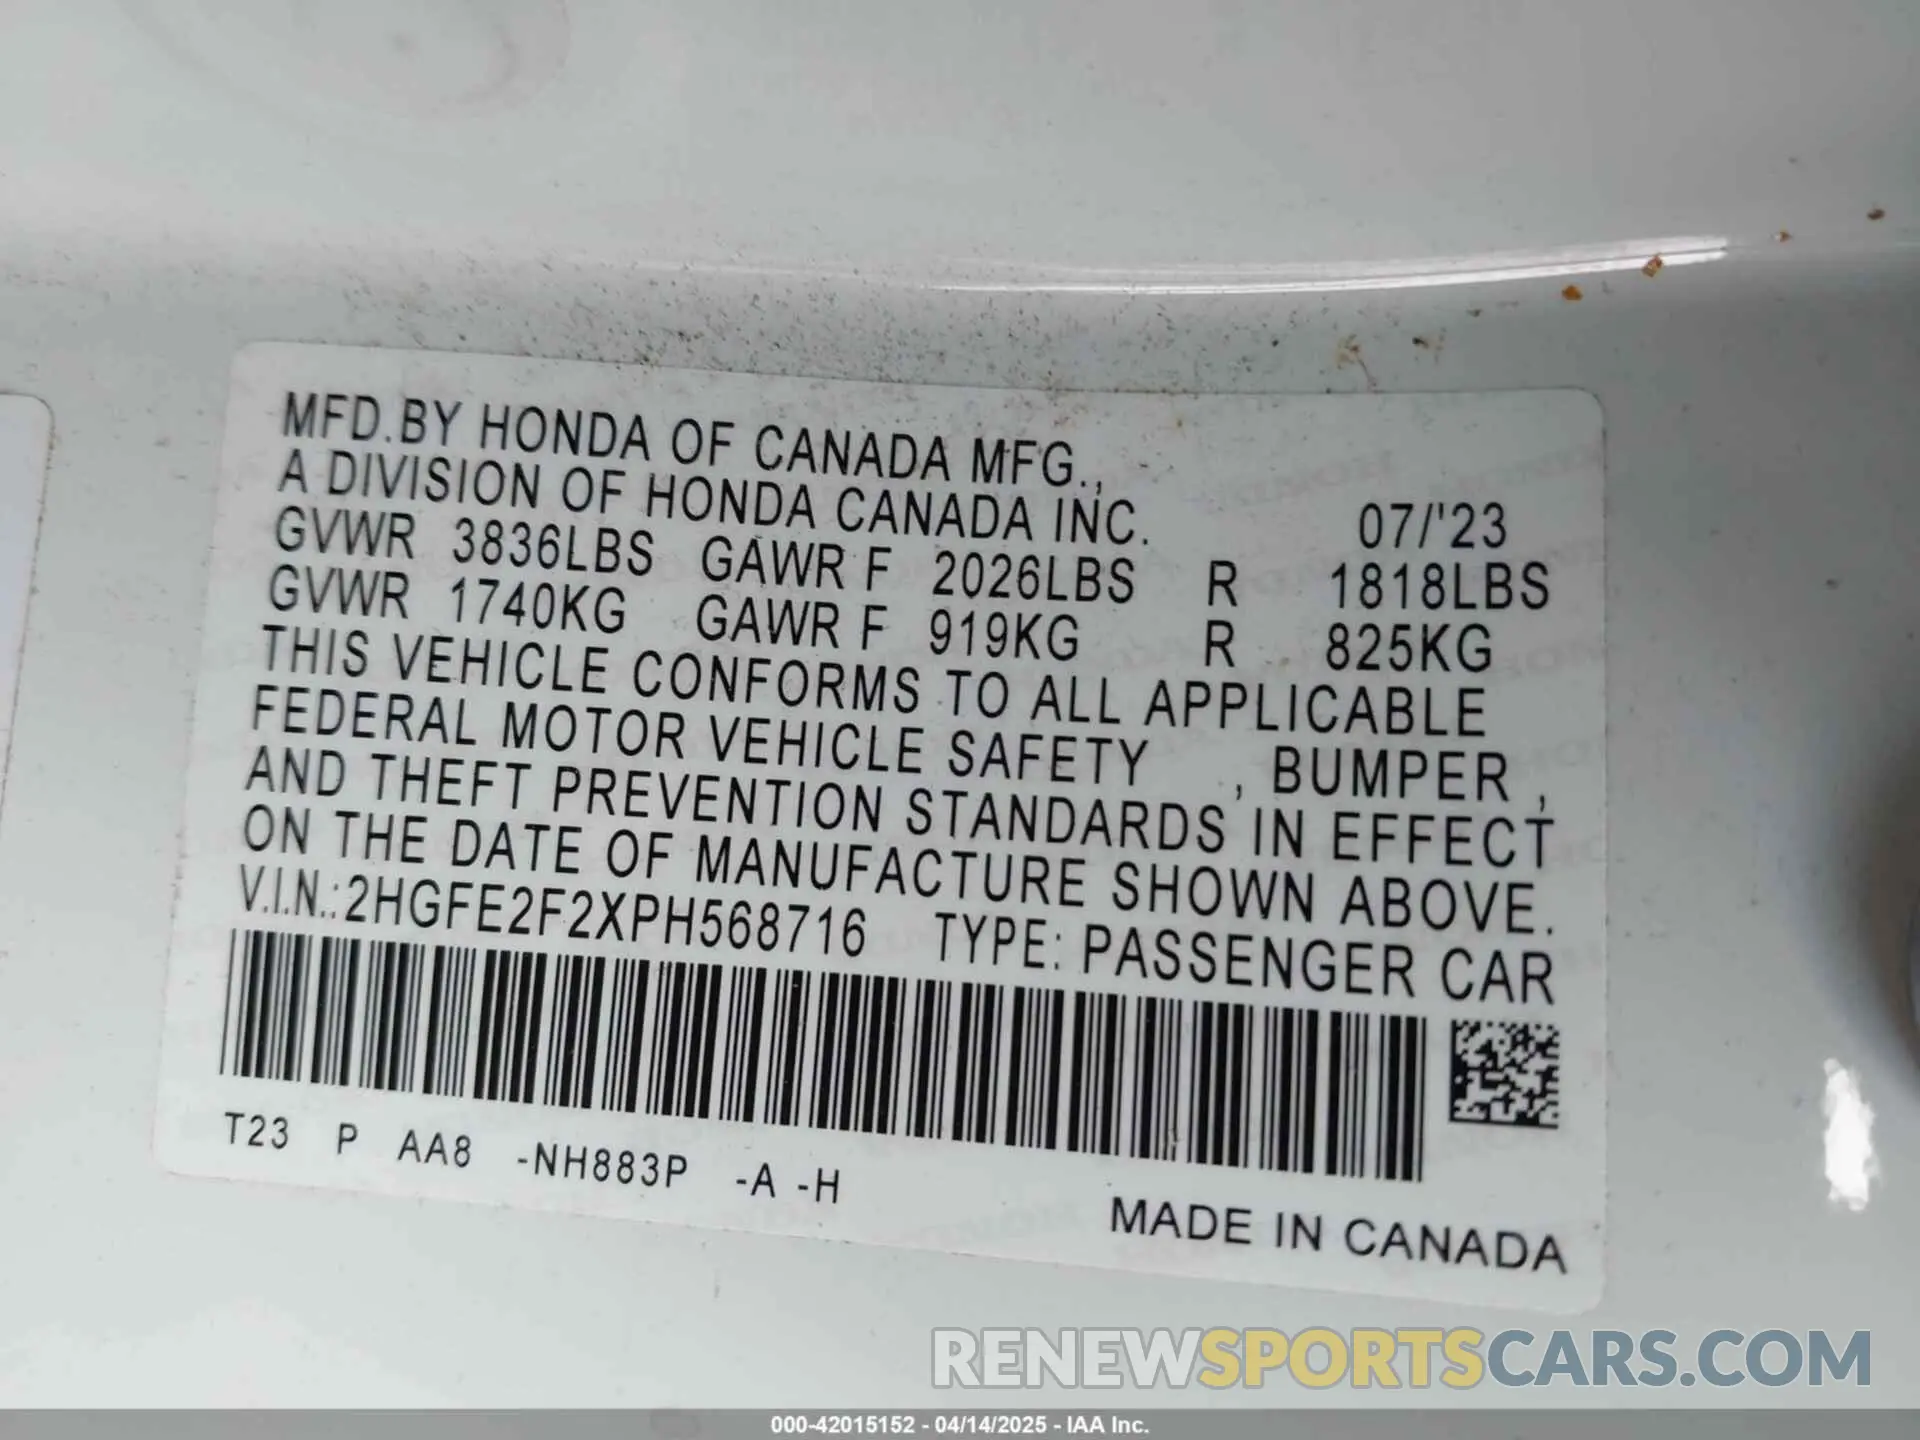 MFD.BY HONDA OF CANADA MFG.,
A DIVISION OF HONDA CANADA INC. 07/'23
GVWR 3836LBS GAWR F 2026LBS R 1818LBS
GVWR 1740KG GAWR F 919KG R 825KG
THIS VEHICLE CONFORMS TO ALL APPLICABLE
FEDERAL MOTOR VEHICLE SAFETY , BUMPER ,
AND THEFT PREVENTION STANDARDS IN EFFECT
ON THE DATE OF MANUFACTURE SHOWN ABOVE.
V.I.N.:2HGFE2F2XPH568716 TYPE: PASSENGER CAR
T23 P AA8 -NH883P -A -H
MADE IN CANADA
RENEWSPORTSCARS.COM
000-42015152 - 04/14/2025 - IAA Inc.